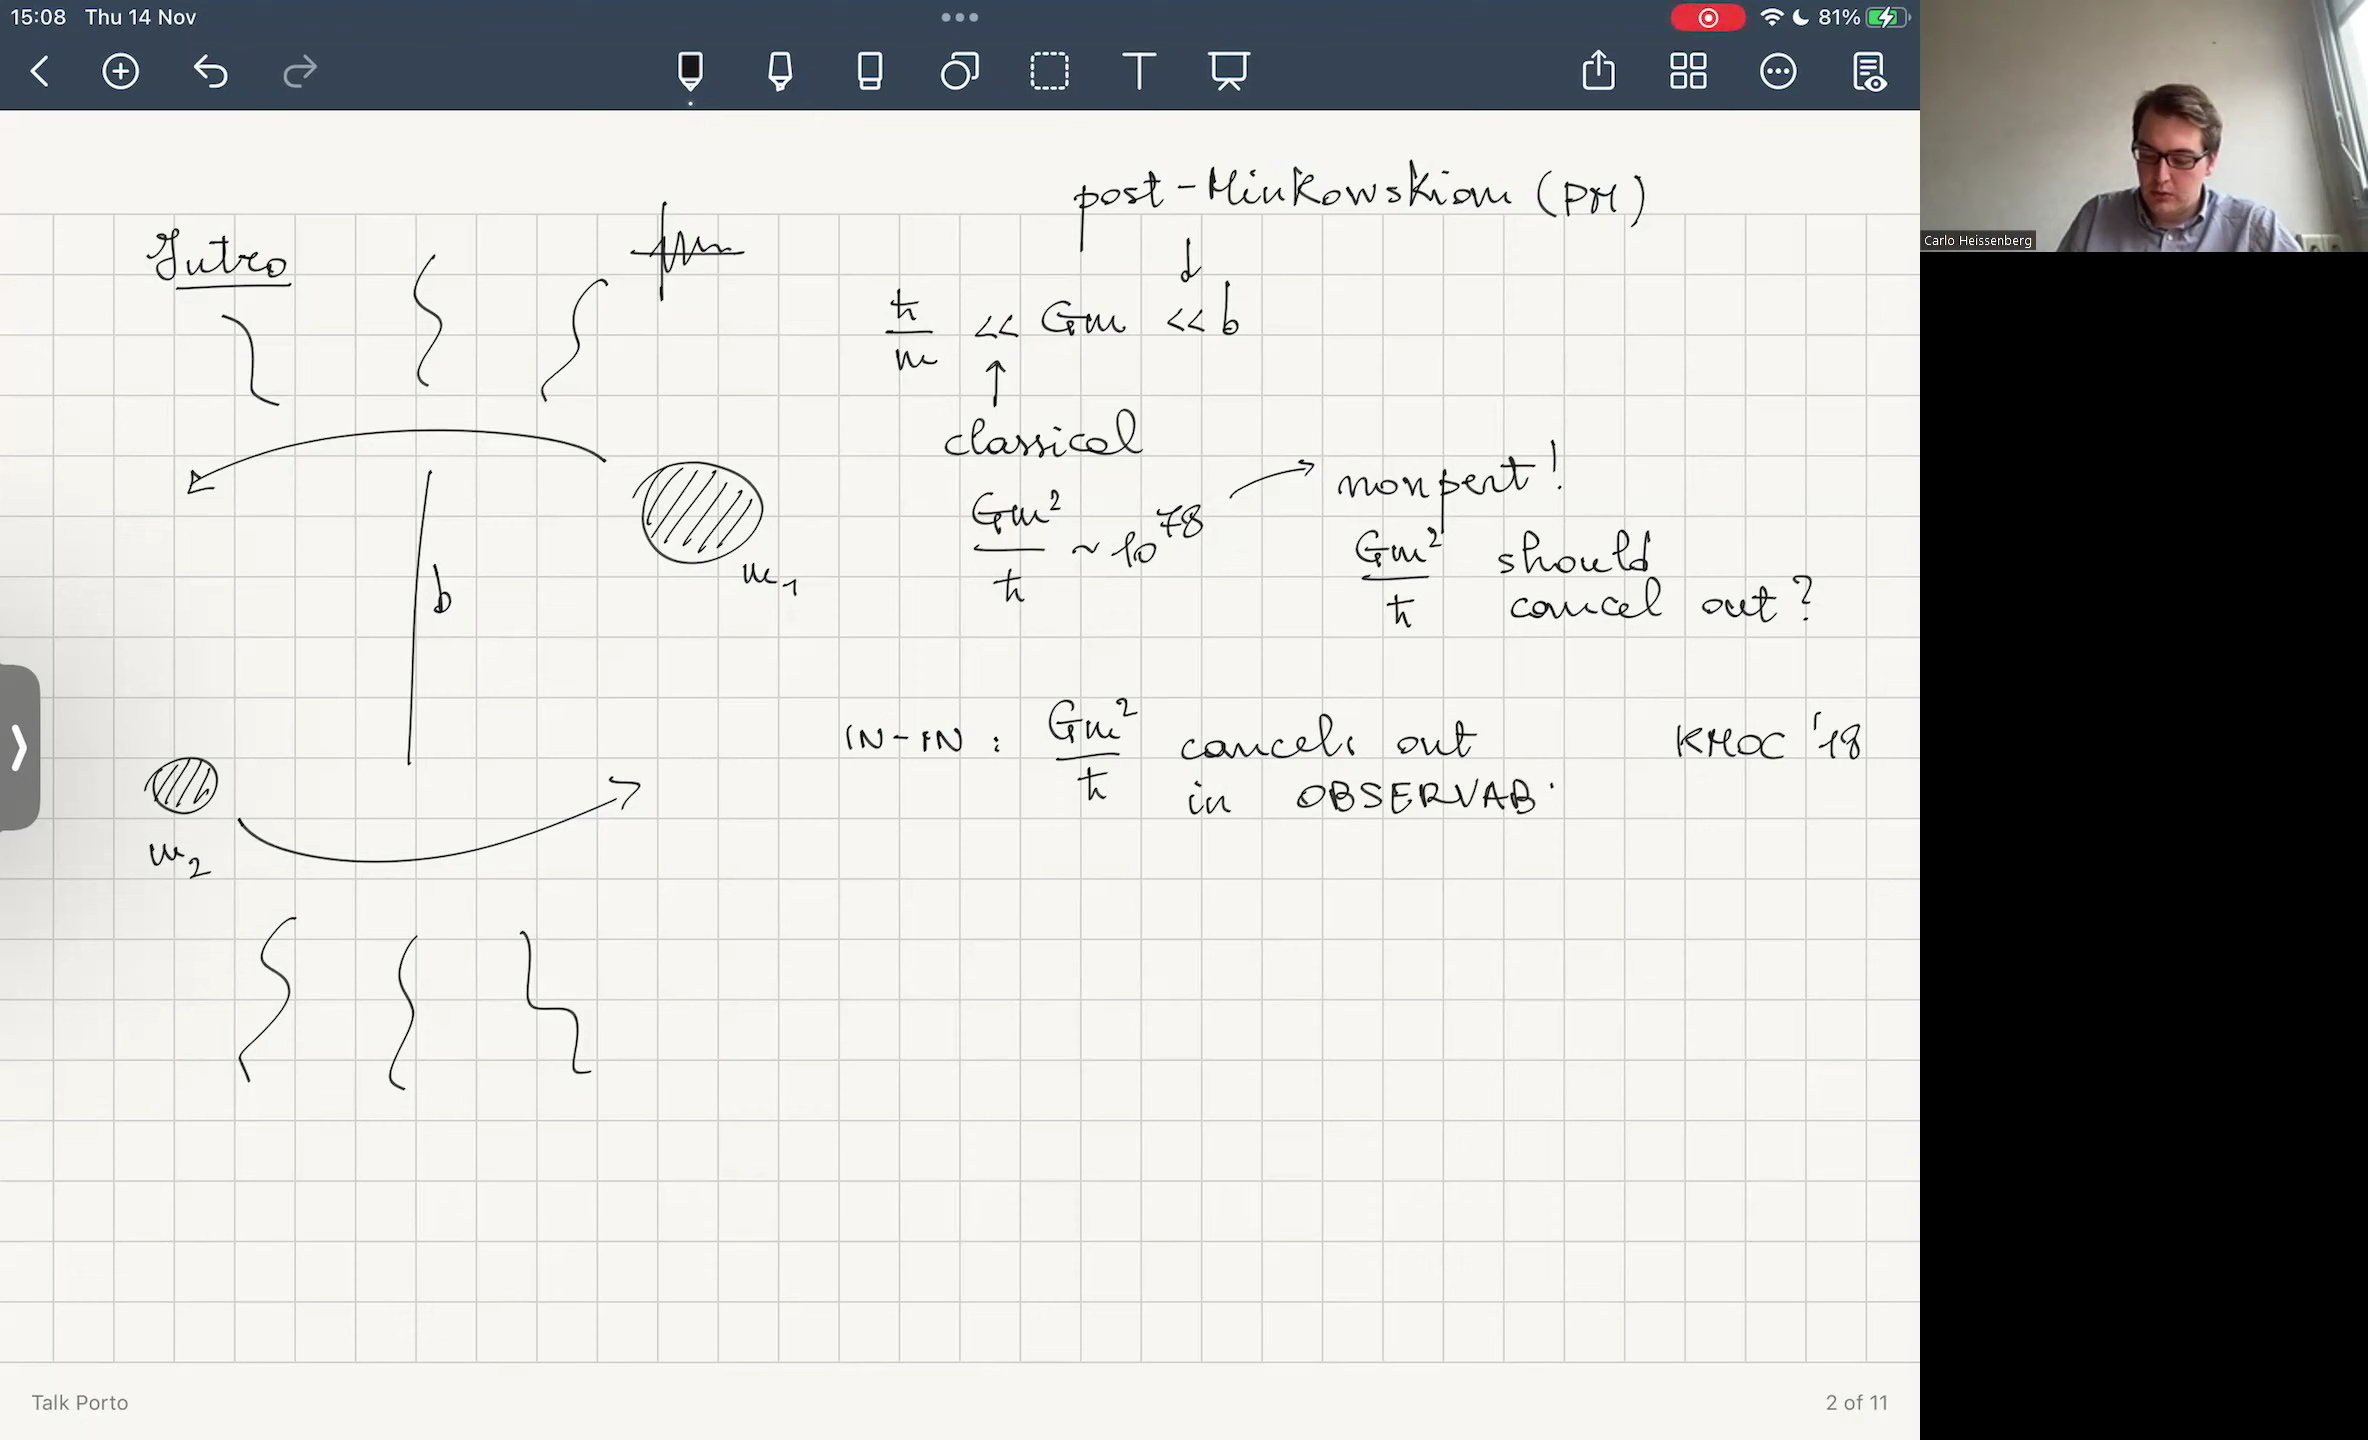 15:08 Thu 14 Nov
81%
T
Carlo Heissenberg
Intro
post-Minkowskian (PM)
ħ/m << Gm << b
classical
Gm²/ħ ~ 10⁷⁸
nonpert!
Gm²/ħ should
cancel out?
b
m₁
m₂
IN-IN : Gm²/ħ cancels out
in OBSERVAB.
KMOC '18
Talk Porto
2 of 11